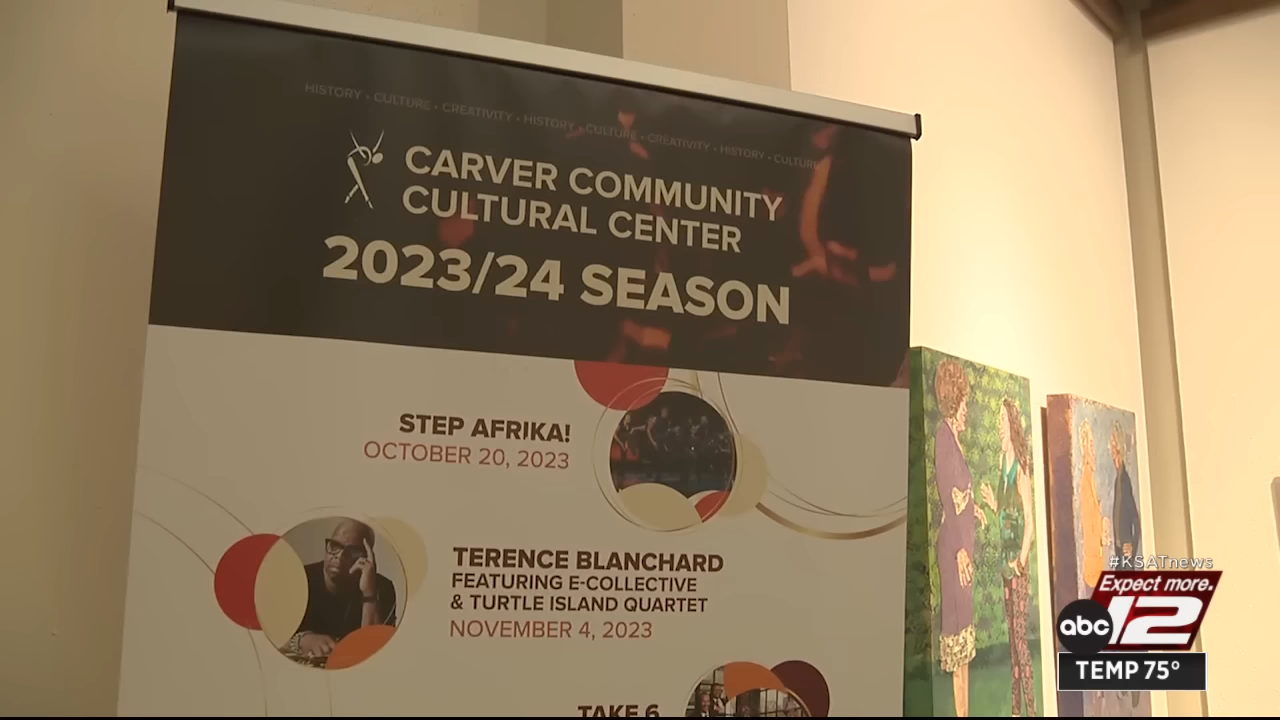 HISTORY • CULTURE • CREATIVITY • HISTORY • CULTURE • CREATIVITY • HISTORY • CULTURE
CARVER COMMUNITY
CULTURAL CENTER
2023/24 SEASON
STEP AFRIKA!
OCTOBER 20, 2023
TERENCE BLANCHARD
FEATURING E-COLLECTIVE
& TURTLE ISLAND QUARTET
NOVEMBER 4, 2023
TAKE 6
#KSATnews
Expect more.
abc 12
TEMP 75°